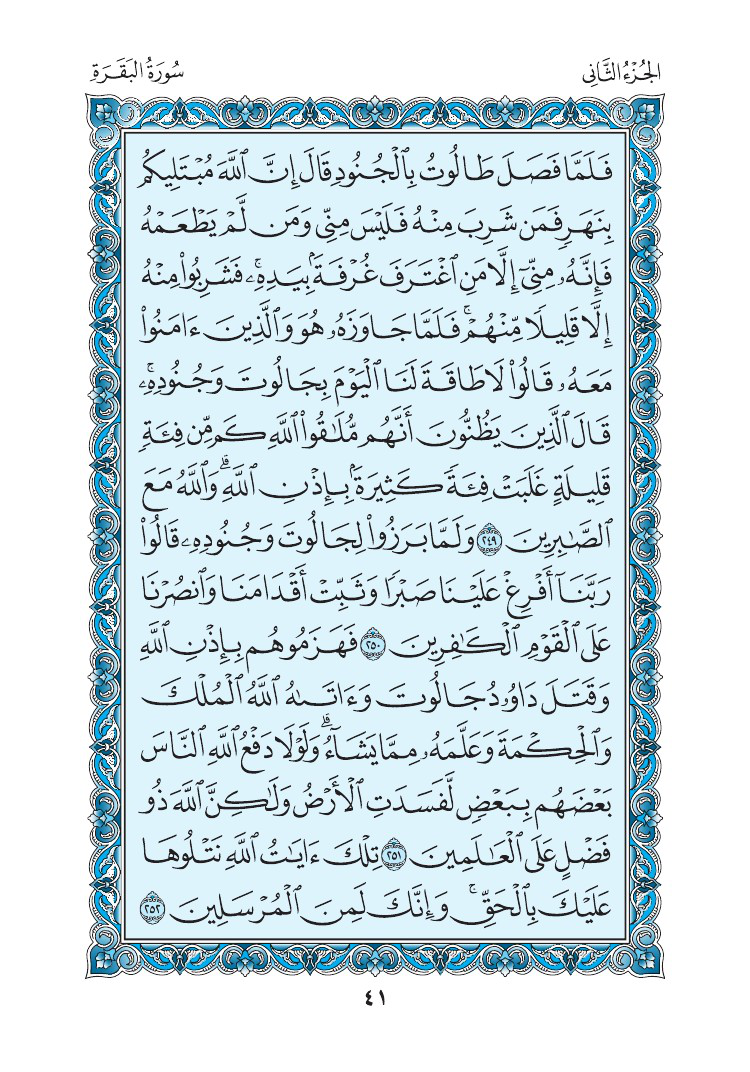 الجُزْءُ الثَّانِي
سُورَةُ البَقَرَةِ
فَلَمَّا فَصَلَ طَالُوتُ بِٱلْجُنُودِ قَالَ إِنَّ ٱللَّهَ مُبْتَلِيكُم
بِنَهَرٍ فَمَن شَرِبَ مِنْهُ فَلَيْسَ مِنِّى وَمَن لَّمْ يَطْعَمْهُ
فَإِنَّهُۥ مِنِّىٓ إِلَّا مَنِ ٱغْتَرَفَ غُرْفَةًۢ بِيَدِهِۦۚ فَشَرِبُوا۟ مِنْهُ
إِلَّا قَلِيلًا مِّنْهُمْۚ فَلَمَّا جَاوَزَهُۥ هُوَ وَٱلَّذِينَ ءَامَنُوا۟
مَعَهُۥ قَالُوا۟ لَا طَاقَةَ لَنَا ٱلْيَوْمَ بِجَالُوتَ وَجُنُودِهِۦۚ
قَالَ ٱلَّذِينَ يَظُنُّونَ أَنَّهُم مُّلَٰقُوا۟ ٱللَّهِ كَم مِّن فِئَةٍ
قَلِيلَةٍ غَلَبَتْ فِئَةً كَثِيرَةًۢ بِإِذْنِ ٱللَّهِۗ وَٱللَّهُ مَعَ
ٱلصَّٰبِرِينَ ٢٤٩ وَلَمَّا بَرَزُوا۟ لِجَالُوتَ وَجُنُودِهِۦ قَالُوا۟
رَبَّنَآ أَفْرِغْ عَلَيْنَا صَبْرًا وَثَبِّتْ أَقْدَامَنَا وَٱنصُرْنَا
عَلَى ٱلْقَوْمِ ٱلْكَٰفِرِينَ ٢٥٠ فَهَزَمُوهُم بِإِذْنِ ٱللَّهِ
وَقَتَلَ دَاوُۥدُ جَالُوتَ وَءَاتَىٰهُ ٱللَّهُ ٱلْمُلْكَ
وَٱلْحِكْمَةَ وَعَلَّمَهُۥ مِمَّا يَشَآءُۗ وَلَوْلَا دَفْعُ ٱللَّهِ ٱلنَّاسَ
بَعْضَهُم بِبَعْضٍ لَّفَسَدَتِ ٱلْأَرْضُ وَلَٰكِنَّ ٱللَّهَ ذُو
فَضْلٍ عَلَى ٱلْعَٰلَمِينَ ٢٥١ تِلْكَ ءَايَٰتُ ٱللَّهِ نَتْلُوهَا
عَلَيْكَ بِٱلْحَقِّۚ وَإِنَّكَ لَمِنَ ٱلْمُرْسَلِينَ ٢٥٢
٤١